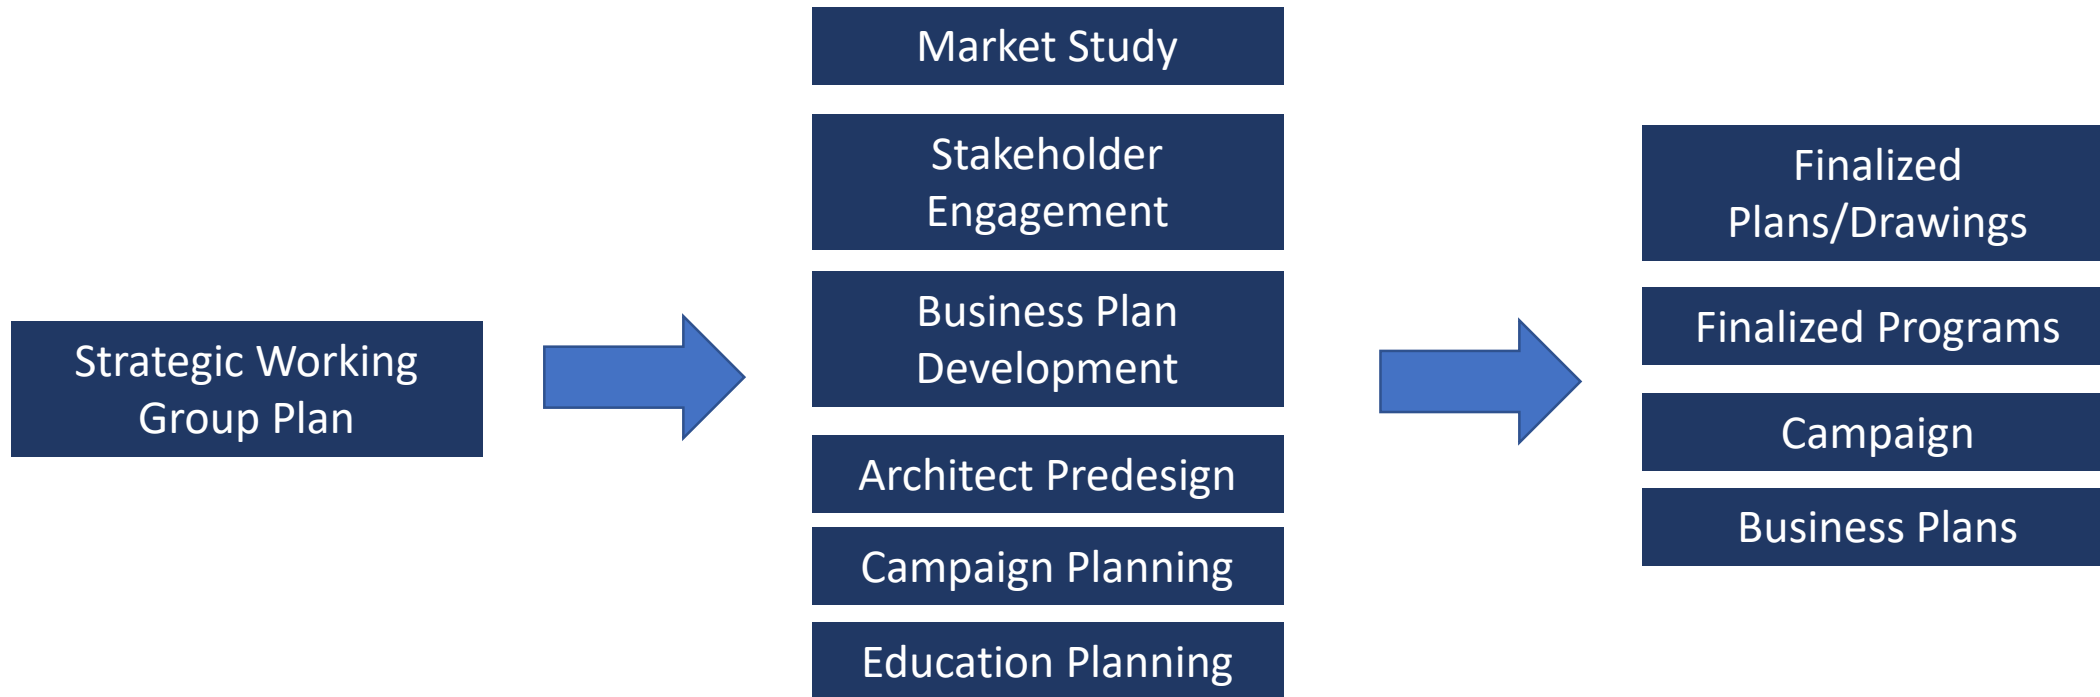 Strategic Working
Group Plan
Market Study
Stakeholder
Engagement
Business Plan
Development
Architect Predesign
Campaign Planning
Education Planning
Finalized
Plans/Drawings
Finalized Programs
Campaign
Business Plans